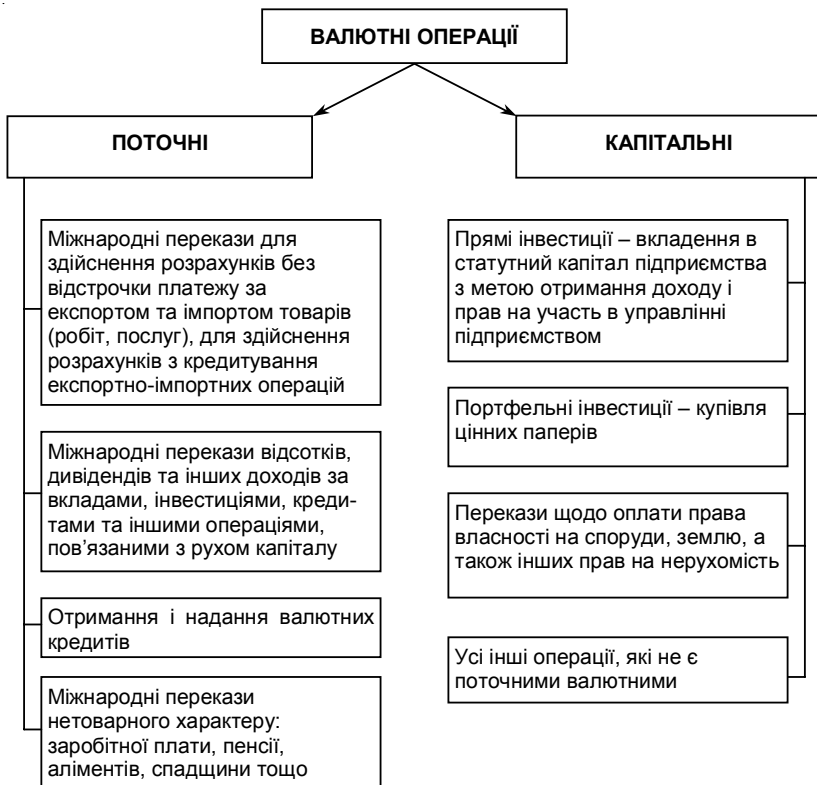 ВАЛЮТНІ ОПЕРАЦІЇ
ПОТОЧНІ
Міжнародні перекази для
здійснення розрахунків без
відстрочки платежу за
експортом та імпортом товарів
(робіт, послуг), для здійснення
розрахунків з кредитування
експортно-імпортних операцій
Міжнародні перекази відсотків,
дивідендів та інших доходів за
вкладами, інвестиціями, креди-
тами та іншими операціями,
пов’язаними з рухом капіталу
Отримання і надання валютних
кредитів
Міжнародні перекази
нетоварного характеру:
заробітної плати, пенсії,
аліментів, спадщини тощо
КАПІТАЛЬНІ
Прямі інвестиції – вкладення в
статутний капітал підприємства
з метою отримання доходу і
прав на участь в управлінні
підприємством
Портфельні інвестиції – купівля
цінних паперів
Перекази щодо оплати права
власності на споруди, землю, а
також інших прав на нерухомість
Усі інші операції, які не є
поточними валютними